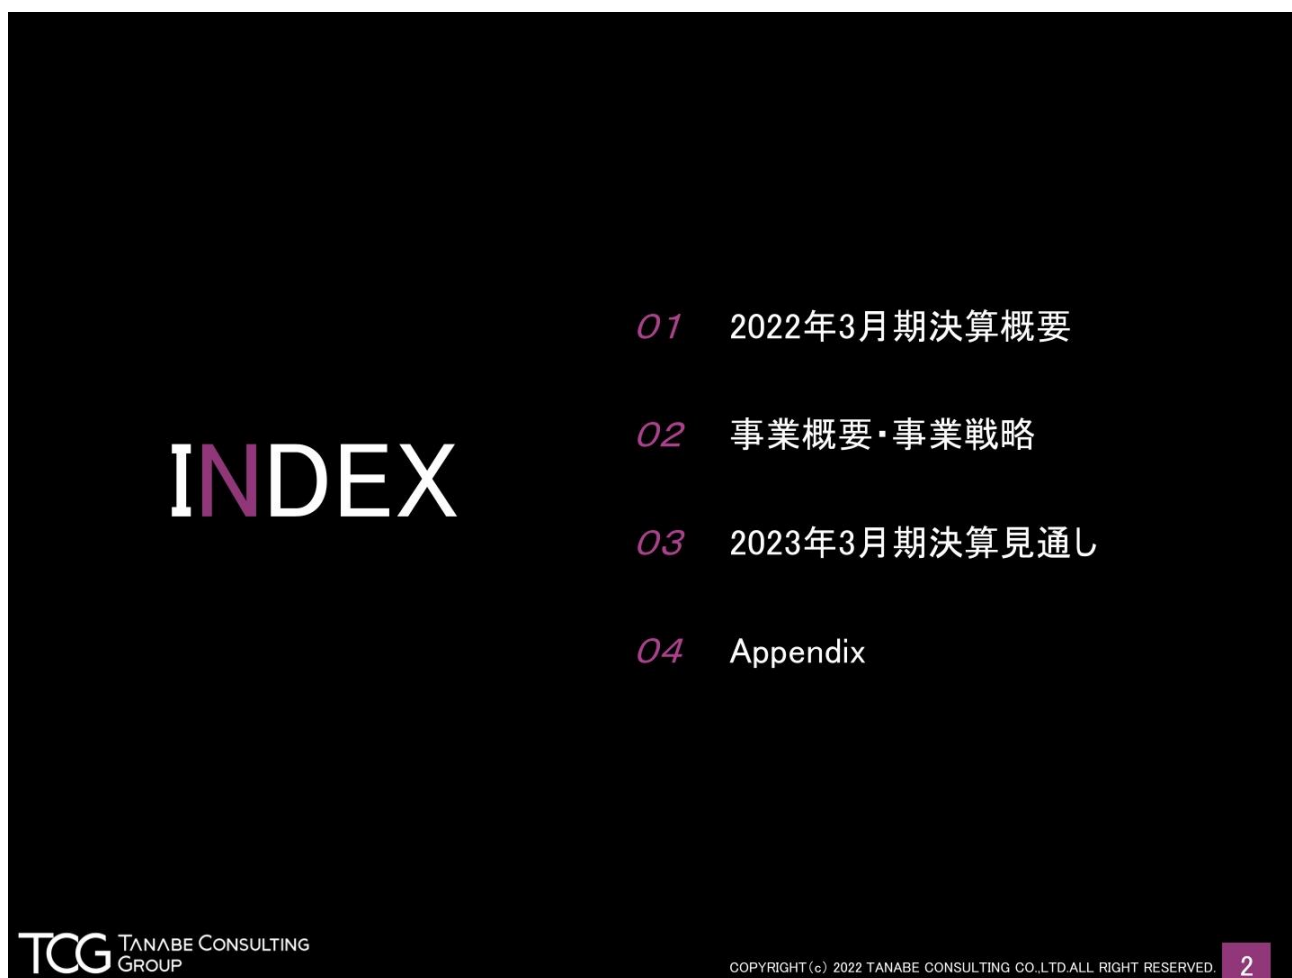 INDEX
01 2022年3月期決算概要
02 事業概要・事業戦略
03 2023年3月期決算見通し
04 Appendix
TCG TANABE CONSULTING
GROUP
COPYRIGHT(c) 2022 TANABE CONSULTING CO.,LTD.ALL RIGHT RESERVED. 2